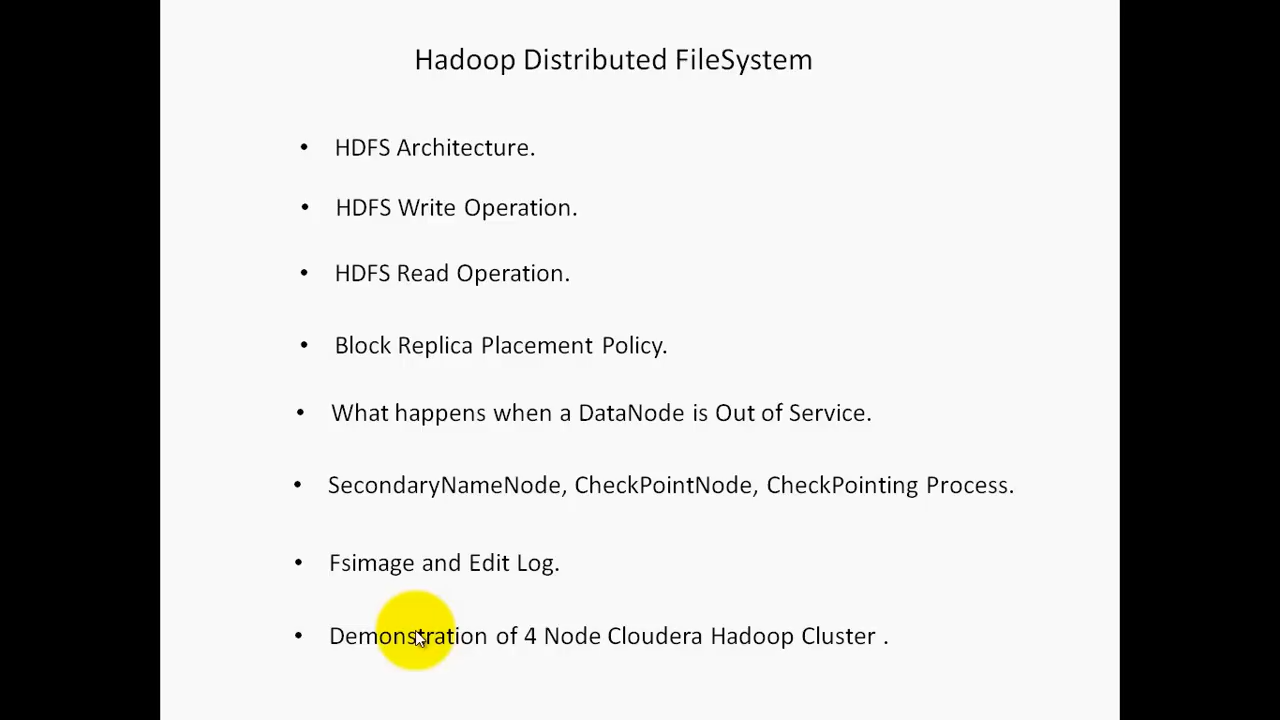 Hadoop Distributed FileSystem
• HDFS Architecture.
• HDFS Write Operation.
• HDFS Read Operation.
• Block Replica Placement Policy.
• What happens when a DataNode is Out of Service.
• SecondaryNameNode, CheckPointNode, CheckPointing Process.
• Fsimage and Edit Log.
• Demonstration of 4 Node Cloudera Hadoop Cluster .